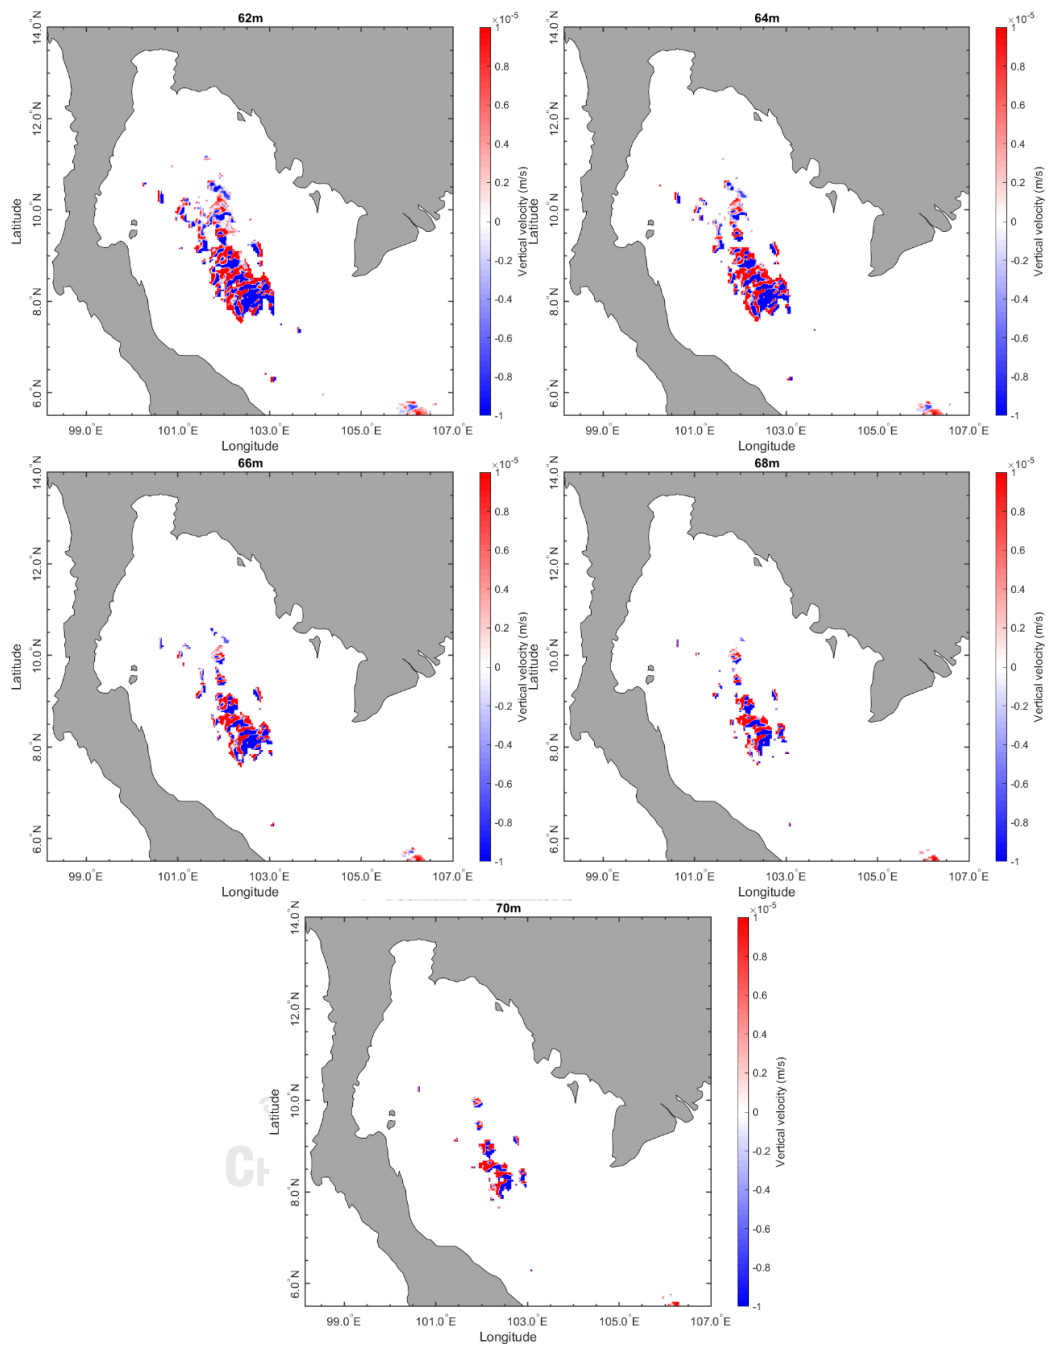 62m
×10⁻⁵
14.0°N
12.0°N
10.0°N
8.0°N
6.0°N
Latitude
99.0°E 101.0°E 103.0°E 105.0°E 107.0°E
Longitude
1
0.8
0.6
0.4
0.2
0
-0.2
-0.4
-0.6
-0.8
-1
Vertical velocity (m/s)
64m
×10⁻⁵
14.0°N
12.0°N
10.0°N
8.0°N
6.0°N
Latitude
99.0°E 101.0°E 103.0°E 105.0°E 107.0°E
Longitude
1
0.8
0.6
0.4
0.2
0
-0.2
-0.4
-0.6
-0.8
-1
Vertical velocity (m/s)
66m
×10⁻⁵
14.0°N
12.0°N
10.0°N
8.0°N
6.0°N
Latitude
99.0°E 101.0°E 103.0°E 105.0°E 107.0°E
Longitude
1
0.8
0.6
0.4
0.2
0
-0.2
-0.4
-0.6
-0.8
-1
Vertical velocity (m/s)
68m
×10⁻⁵
14.0°N
12.0°N
10.0°N
8.0°N
6.0°N
Latitude
99.0°E 101.0°E 103.0°E 105.0°E 107.0°E
Longitude
1
0.8
0.6
0.4
0.2
0
-0.2
-0.4
-0.6
-0.8
-1
Vertical velocity (m/s)
70m
×10⁻⁵
14.0°N
12.0°N
10.0°N
8.0°N
6.0°N
Latitude
99.0°E 101.0°E 103.0°E 105.0°E 107.0°E
Longitude
1
0.8
0.6
0.4
0.2
0
-0.2
-0.4
-0.6
-0.8
-1
Vertical velocity (m/s)